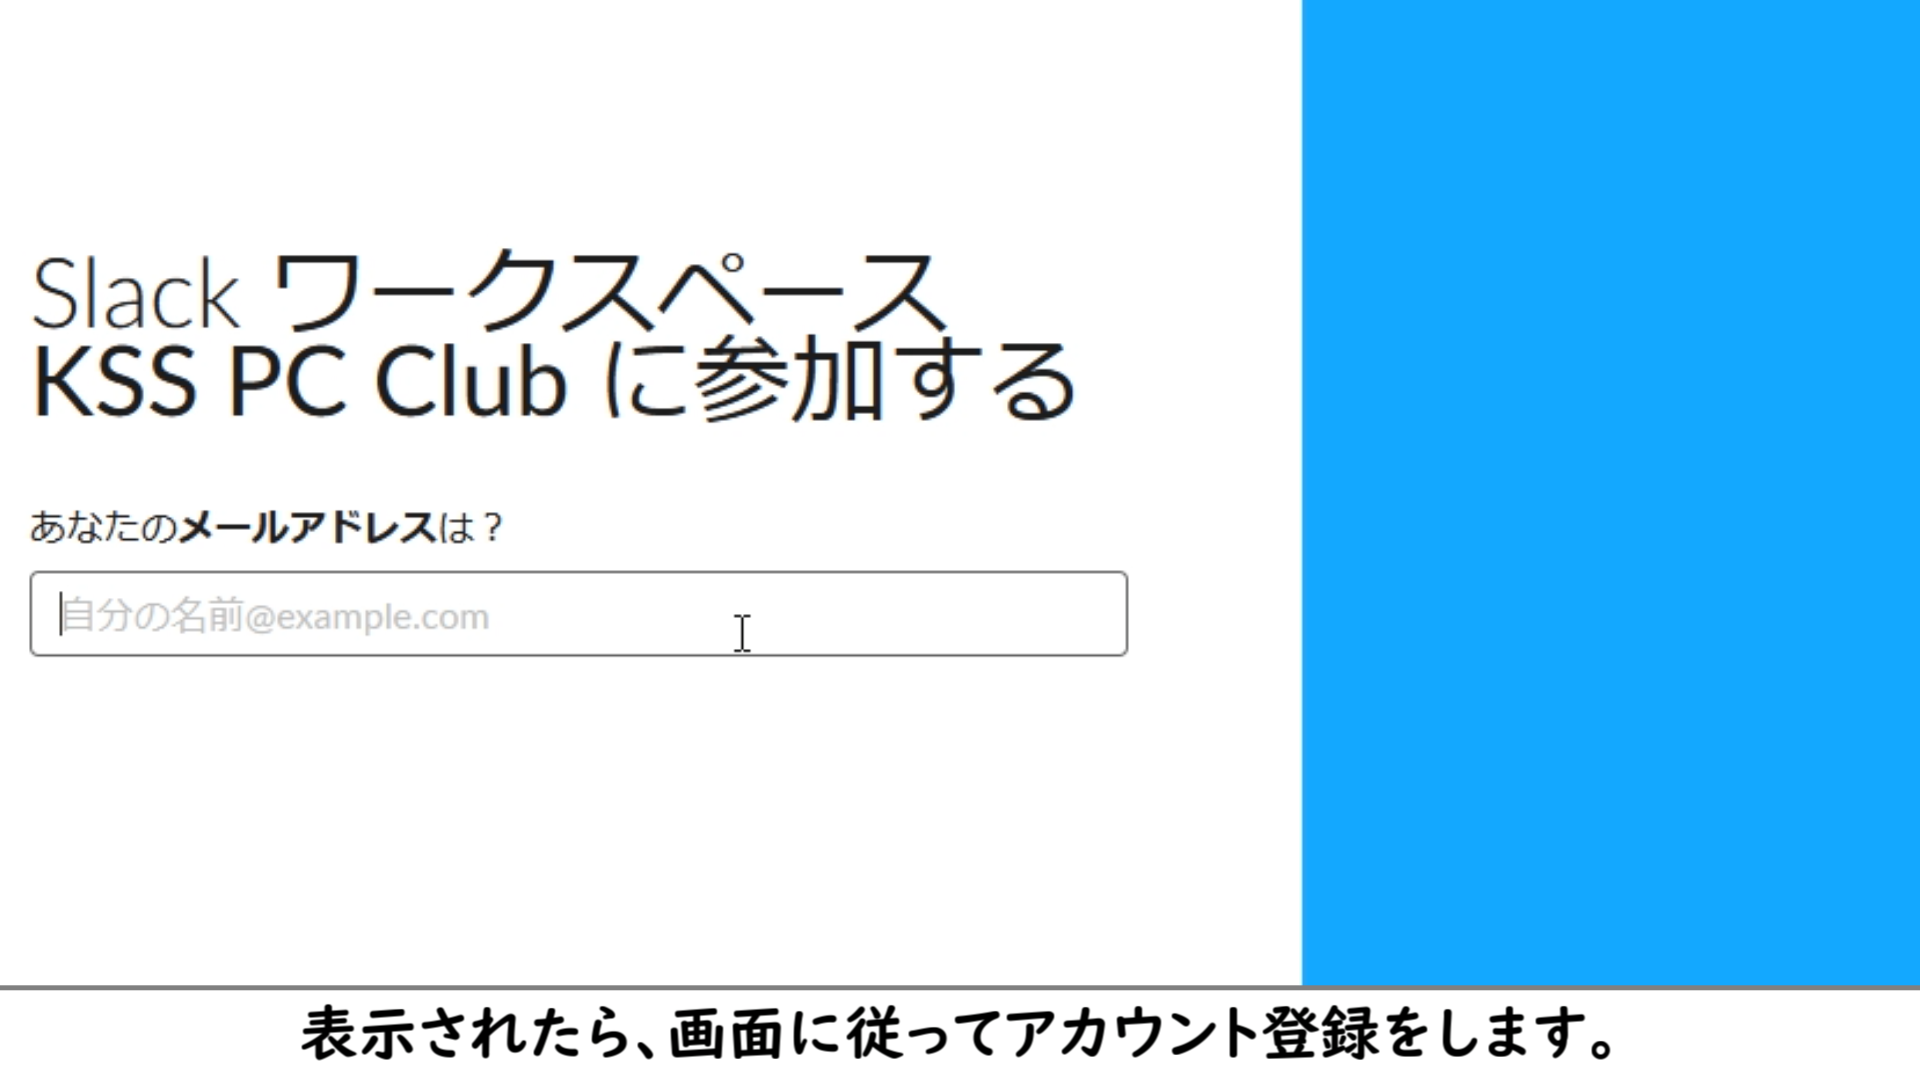 Slack ワークスペース
KSS PC Club に参加する
あなたのメールアドレスは？
自分の名前@example.com
表示されたら、画面に従ってアカウント登録をします。